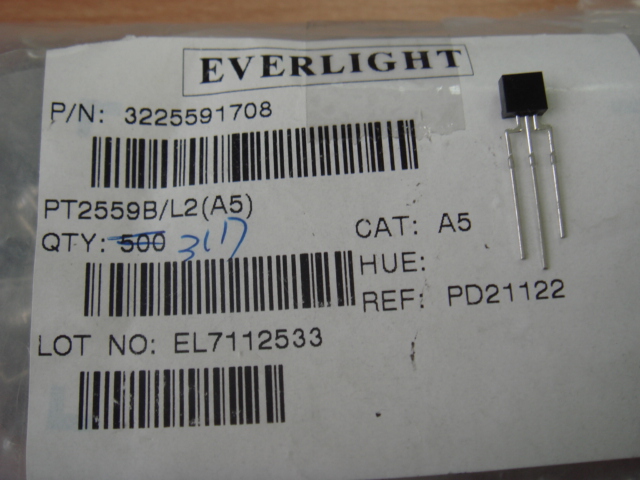 EVERLIGHT
P/N: 3225591708
PT2559B/L2(A5)
QTY: 500 317
CAT: A5
HUE:
REF: PD21122
LOT NO: EL7112533